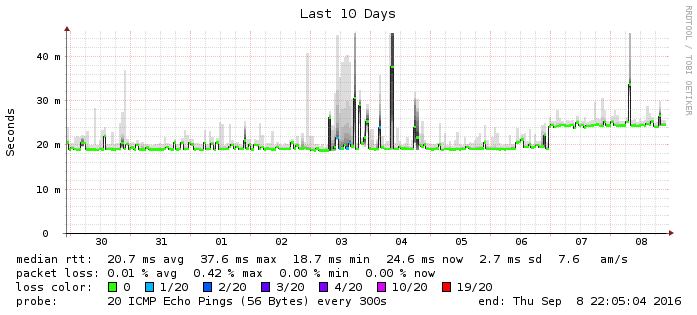 Last 10 Days
RRDTOOL / TOBI OETIKER
Seconds
40 m
30 m
20 m
10 m
0
30 31 01 02 03 04 05 06 07 08
median rtt: 20.7 ms avg 37.6 ms max 18.7 ms min 24.6 ms now 2.7 ms sd 7.6 am/s
packet loss: 0.01 % avg 0.42 % max 0.00 % min 0.00 % now
loss color: 0 1/20 2/20 3/20 4/20 10/20 19/20
probe: 20 ICMP Echo Pings (56 Bytes) every 300s end: Thu Sep 8 22:05:04 2016